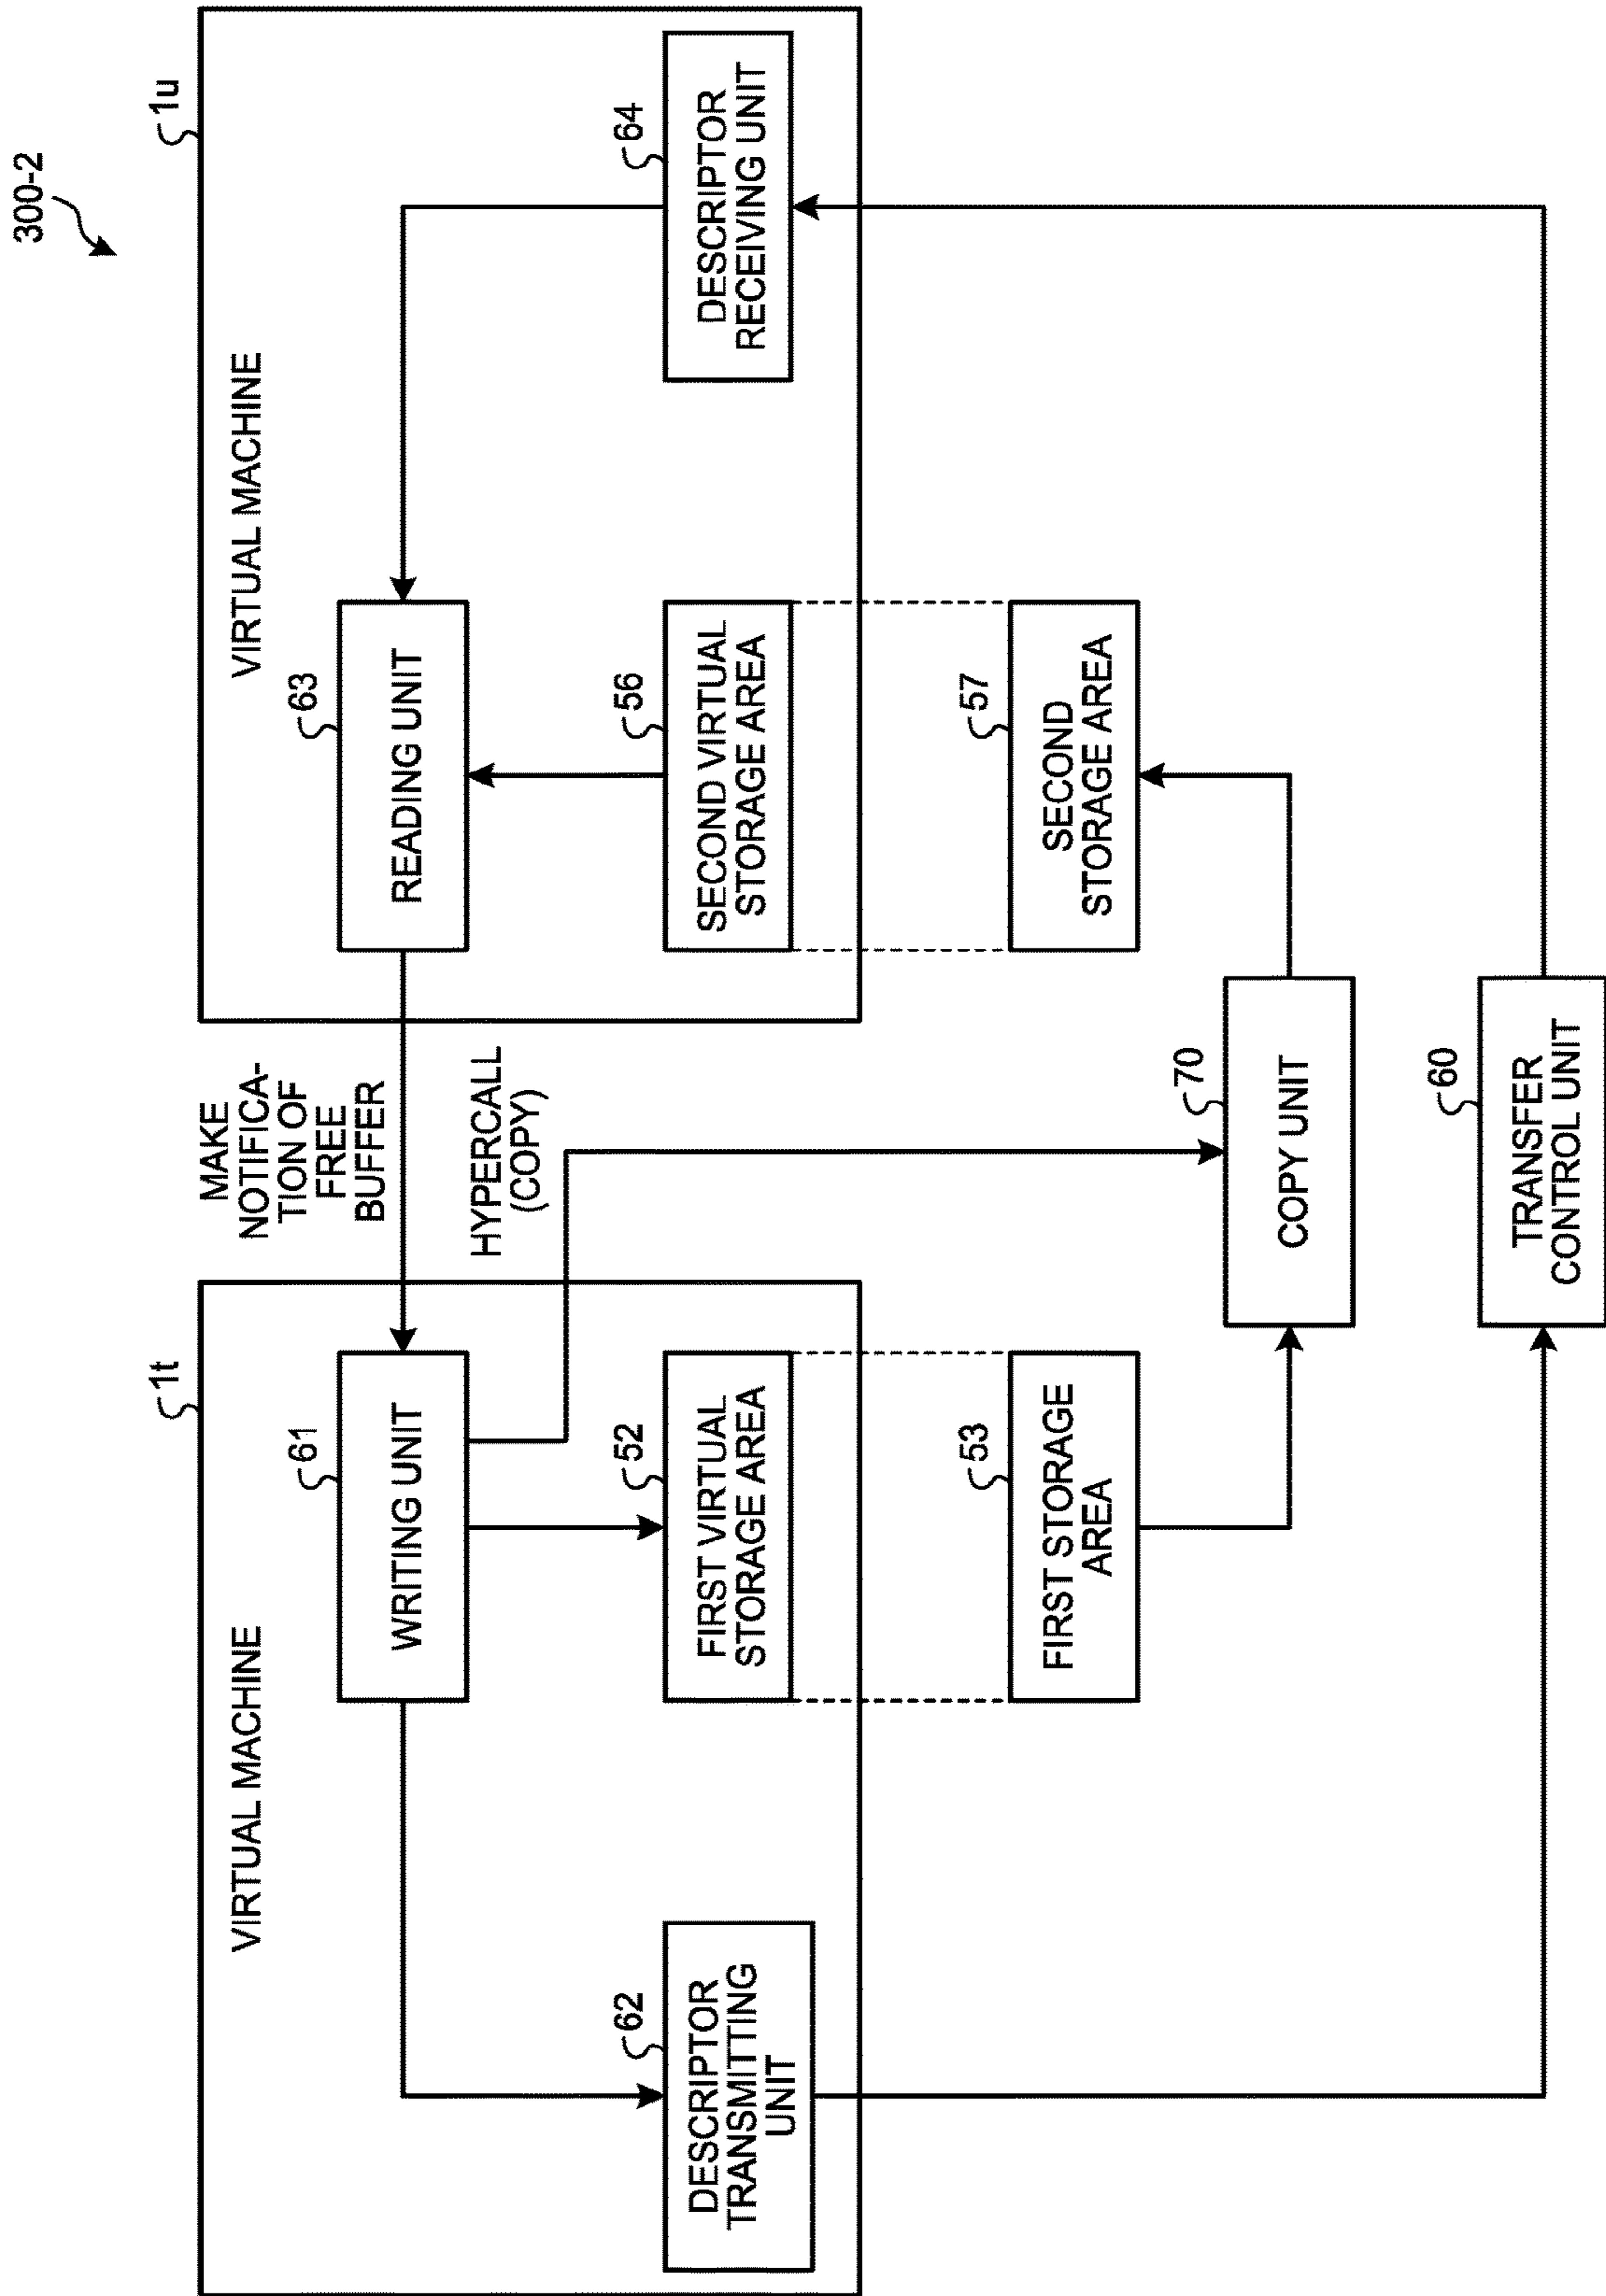 300-2
1t
VIRTUAL MACHINE
61
WRITING UNIT
62
DESCRIPTOR
TRANSMITTING
UNIT
52
FIRST VIRTUAL
STORAGE AREA
53
FIRST STORAGE
AREA
MAKE
NOTIFICA-
TION OF
FREE
BUFFER
HYPERCALL
(COPY)
70
COPY UNIT
60
TRANSFER
CONTROL UNIT
1u
VIRTUAL MACHINE
63
READING UNIT
56
SECOND VIRTUAL
STORAGE AREA
64
DESCRIPTOR
RECEIVING UNIT
57
SECOND
STORAGE AREA